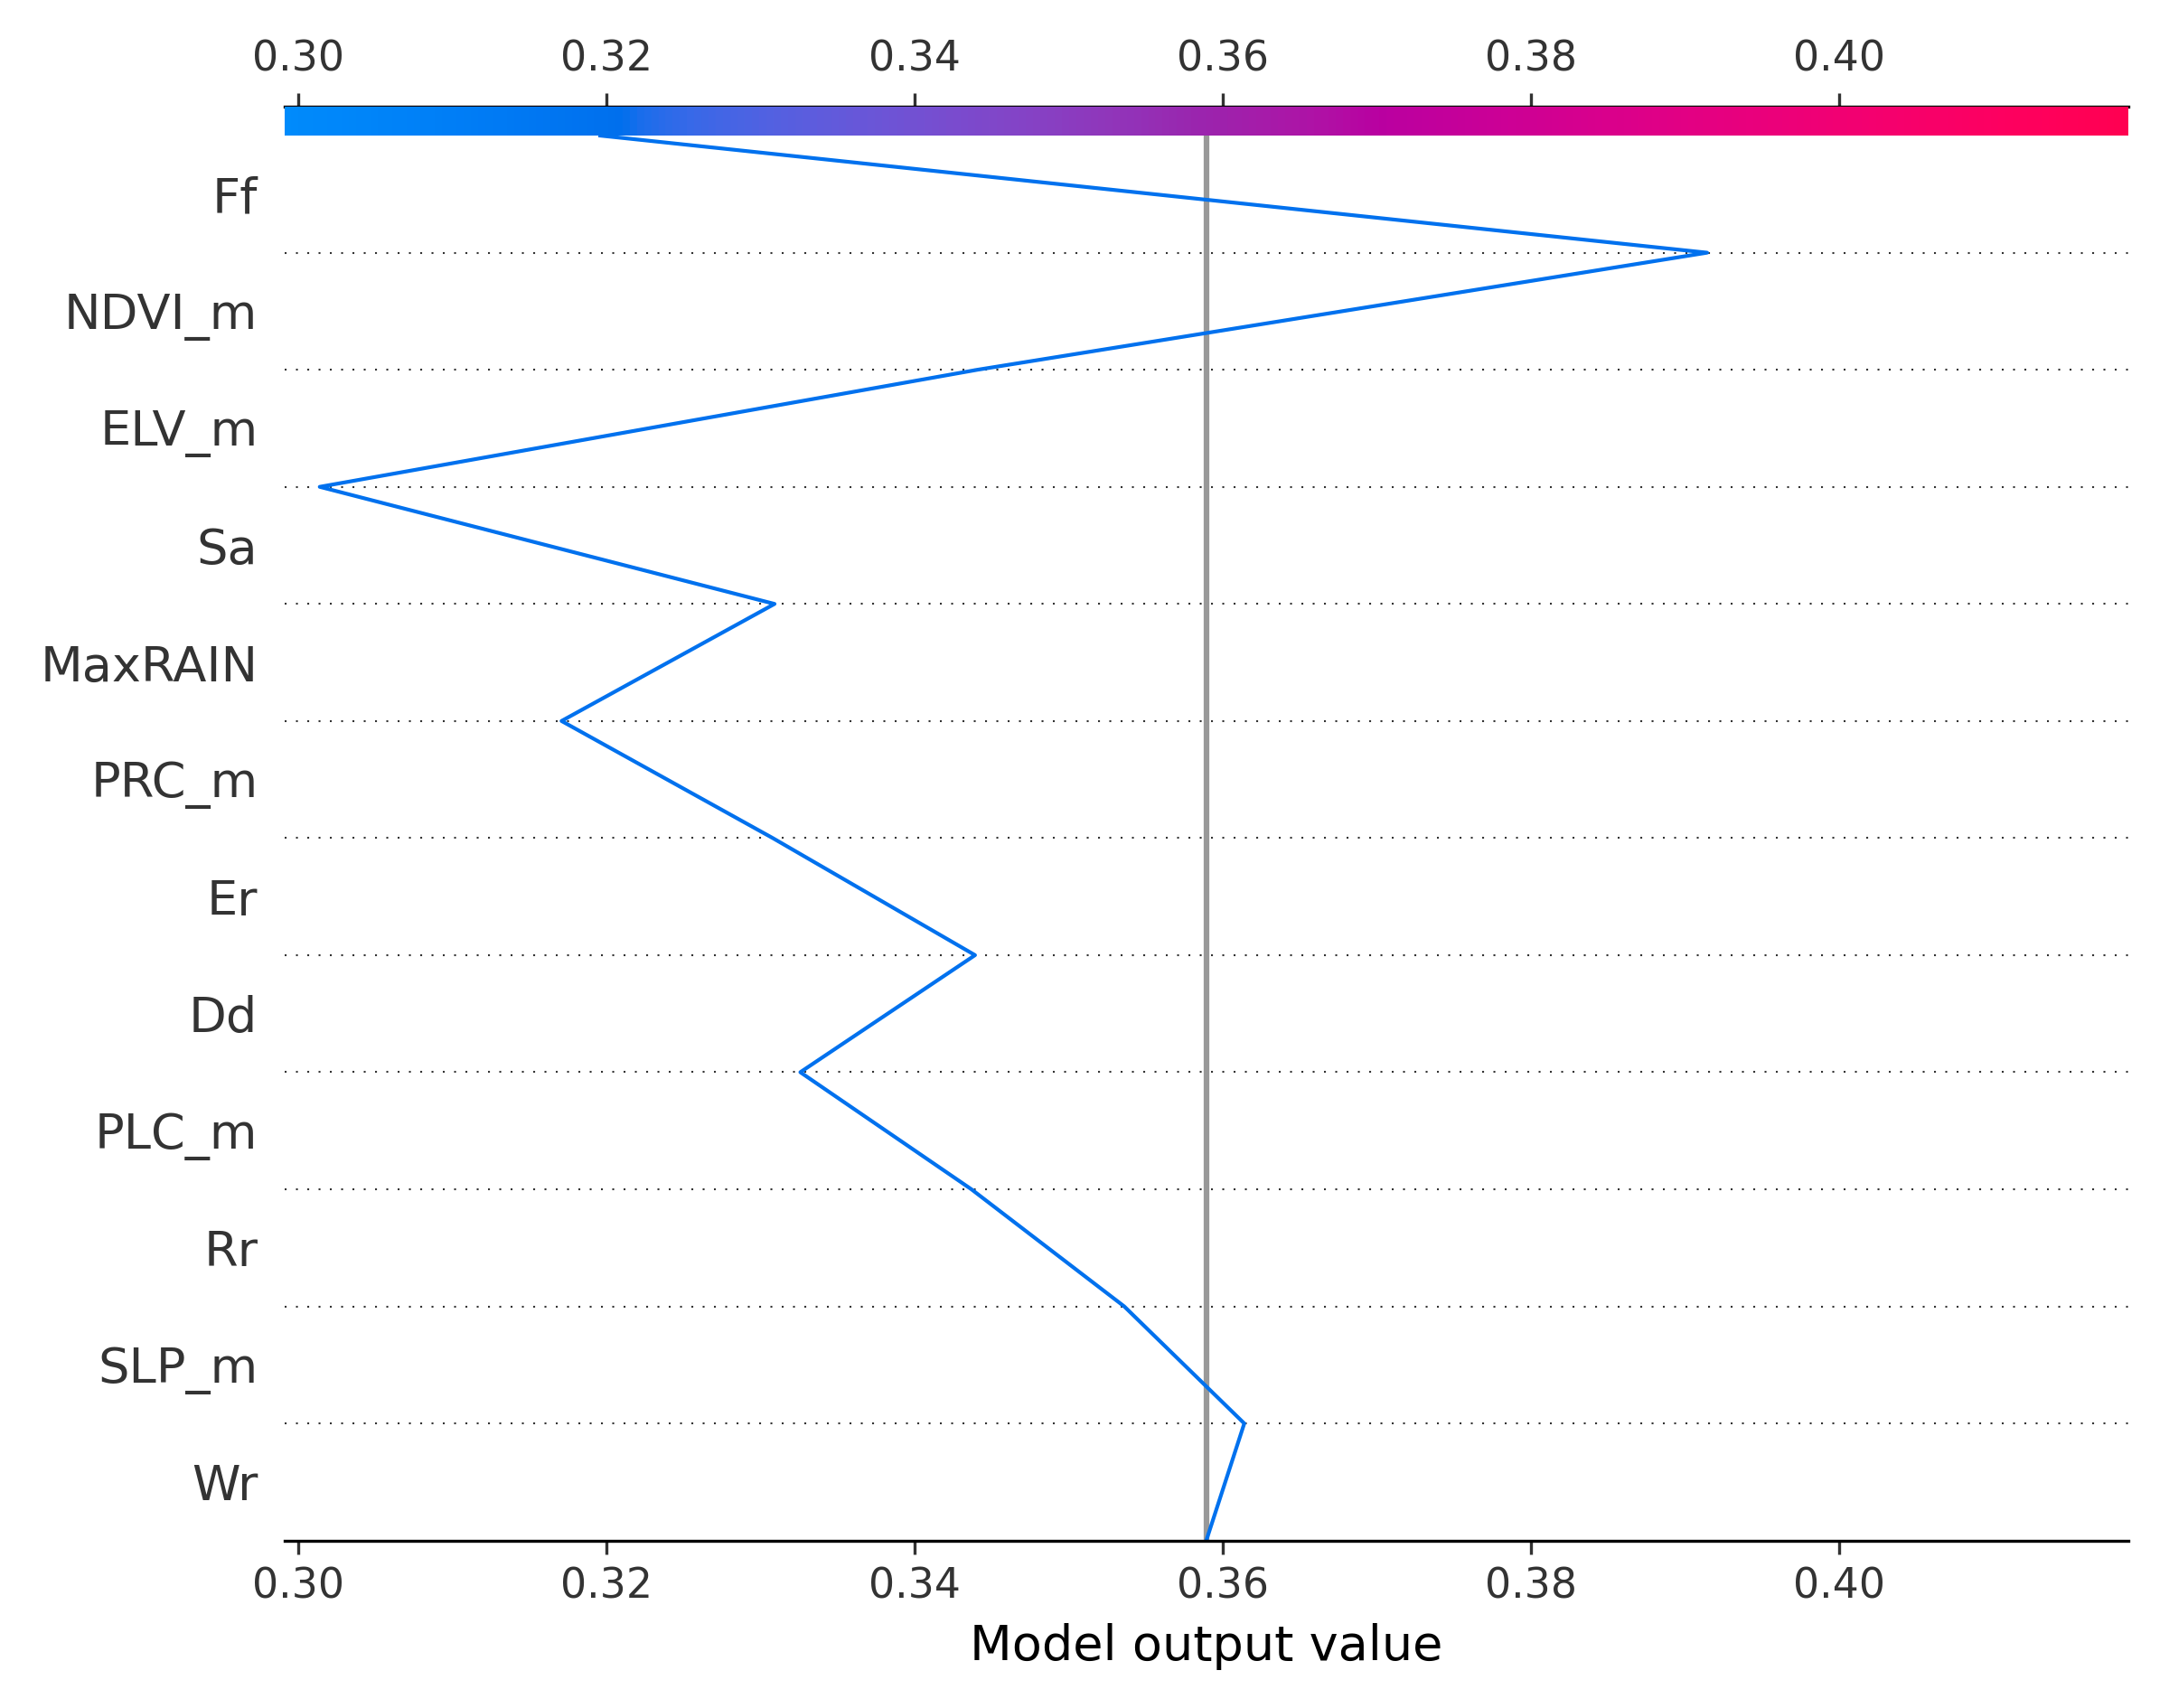 0.30 0.32 0.34 0.36 0.38 0.40
Ff
NDVI_m
ELV_m
Sa
MaxRAIN
PRC_m
Er
Dd
PLC_m
Rr
SLP_m
Wr
0.30 0.32 0.34 0.36 0.38 0.40
Model output value